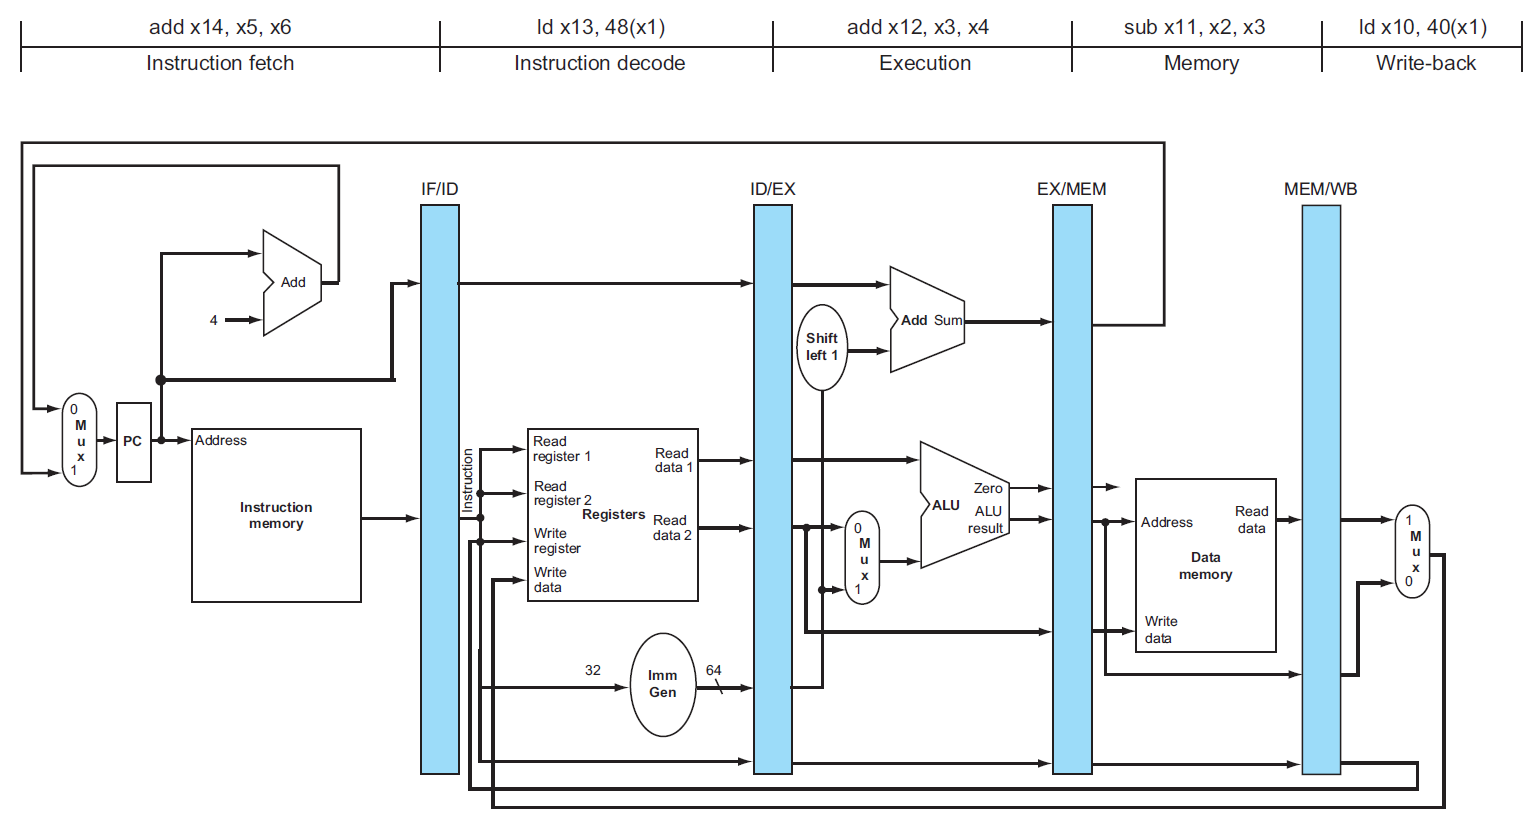 add x14, x5, x6
ld x13, 48(x1)
add x12, x3, x4
sub x11, x2, x3
ld x10, 40(x1)
Instruction fetch
Instruction decode
Execution
Memory
Write-back
IF/ID
ID/EX
EX/MEM
MEM/WB
Add
4
0
M
u
x
1
PC
Address
Instruction
memory
Instruction
Read
register 1
Read
register 2
Write
register
Write
data
Registers
Read
data 1
Read
data 2
32
Imm
Gen
64
Shift
left 1
Add Sum
0
M
u
x
1
ALU
Zero
ALU
result
Address
Read
data
Data
memory
Write
data
1
M
u
x
0